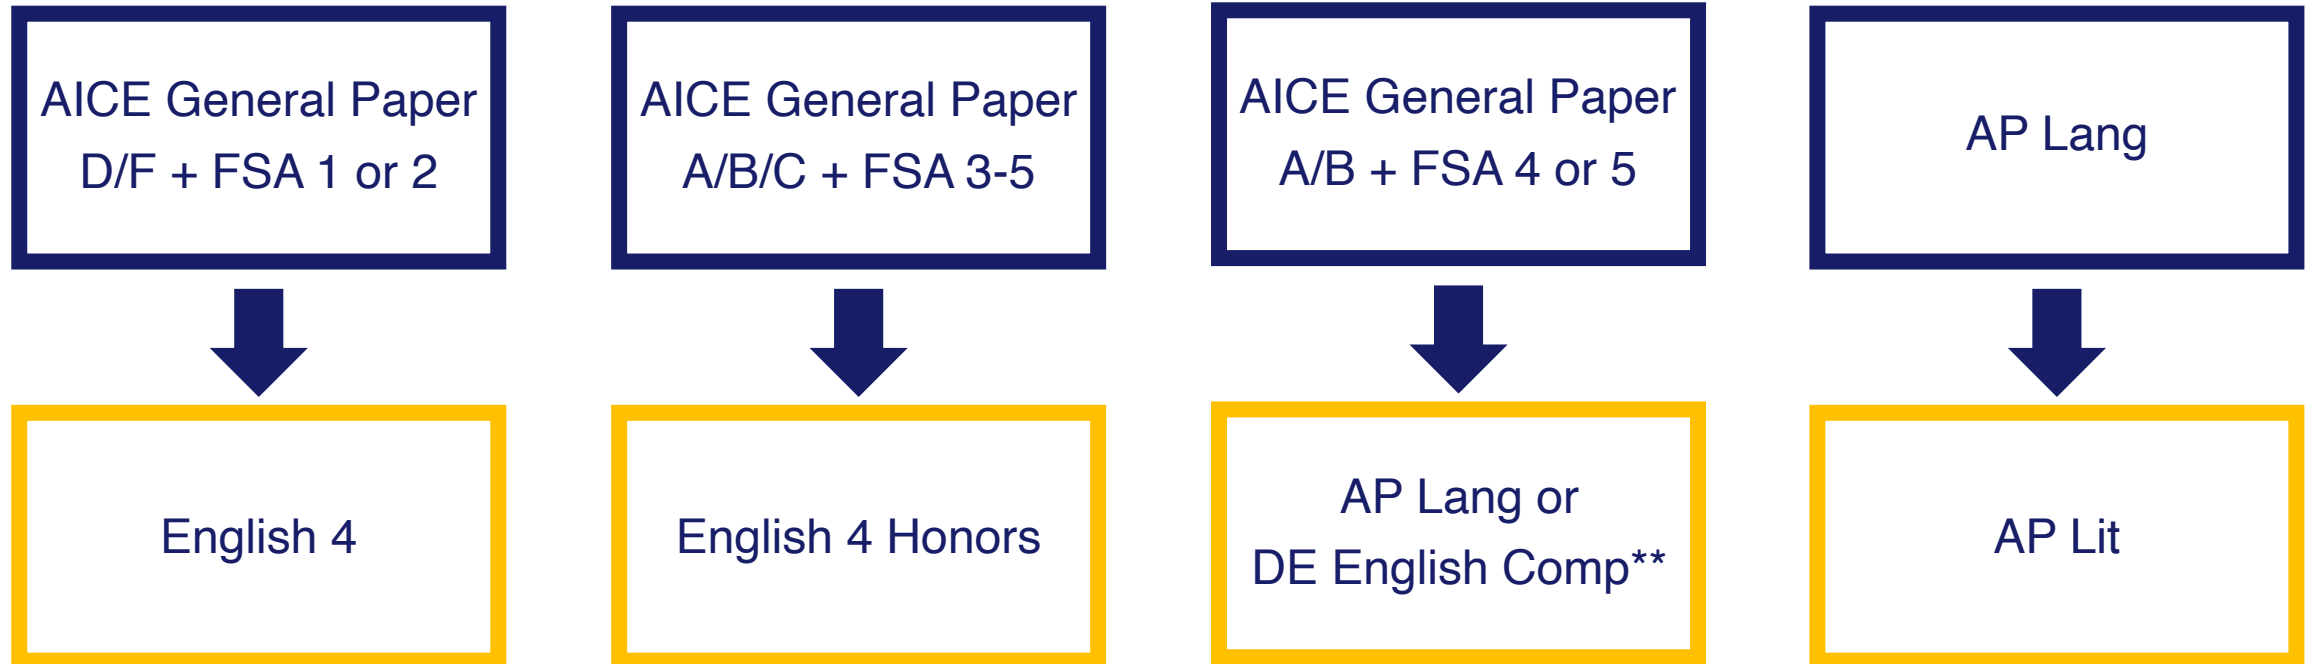 AICE General Paper
D/F + FSA 1 or 2
AICE General Paper
A/B/C + FSA 3-5
AICE General Paper
A/B + FSA 4 or 5
AP Lang
English 4
English 4 Honors
AP Lang or
DE English Comp**
AP Lit